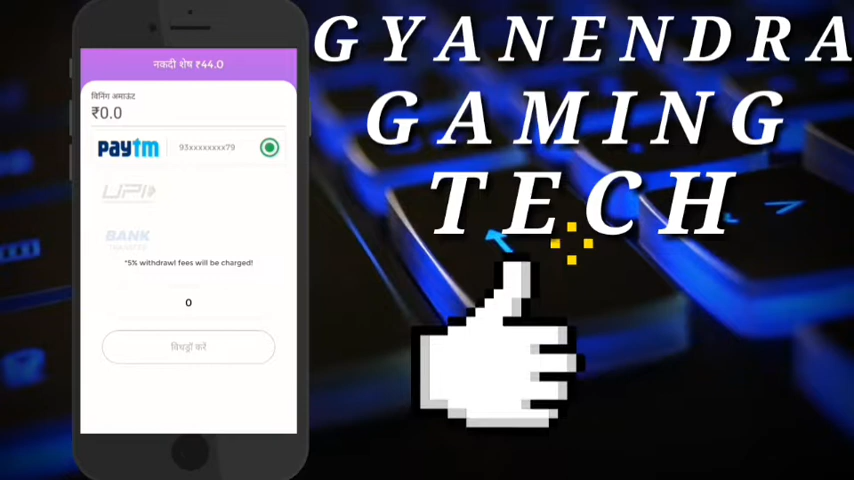 नकदी शेष ₹44.0
विनिंग अमाउंट
₹0.0
paytm 93xxxxxxxx79
UPI
BANK
*5% withdrawl fees will be charged!
0
विथड्रॉ करें
GYANENDRA
GAMING
TECH